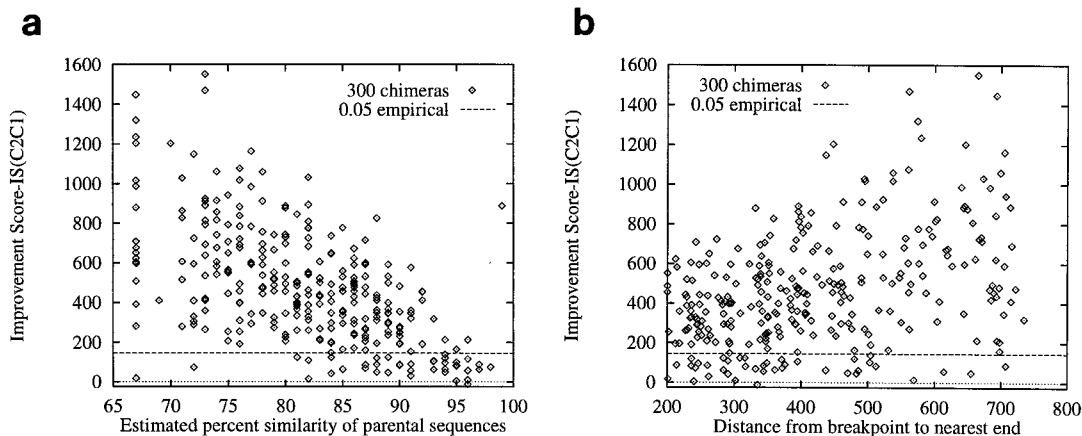 a
1600
1400
1200
1000
800
600
400
200
0
Improvement Score-IS(C2C1)
300 chimeras
0.05 empirical
65 70 75 80 85 90 95 100
Estimated percent similarity of parental sequences
b
1600
1400
1200
1000
800
600
400
200
0
Improvement Score-IS(C2C1)
300 chimeras
0.05 empirical
200 300 400 500 600 700 800
Distance from breakpoint to nearest end